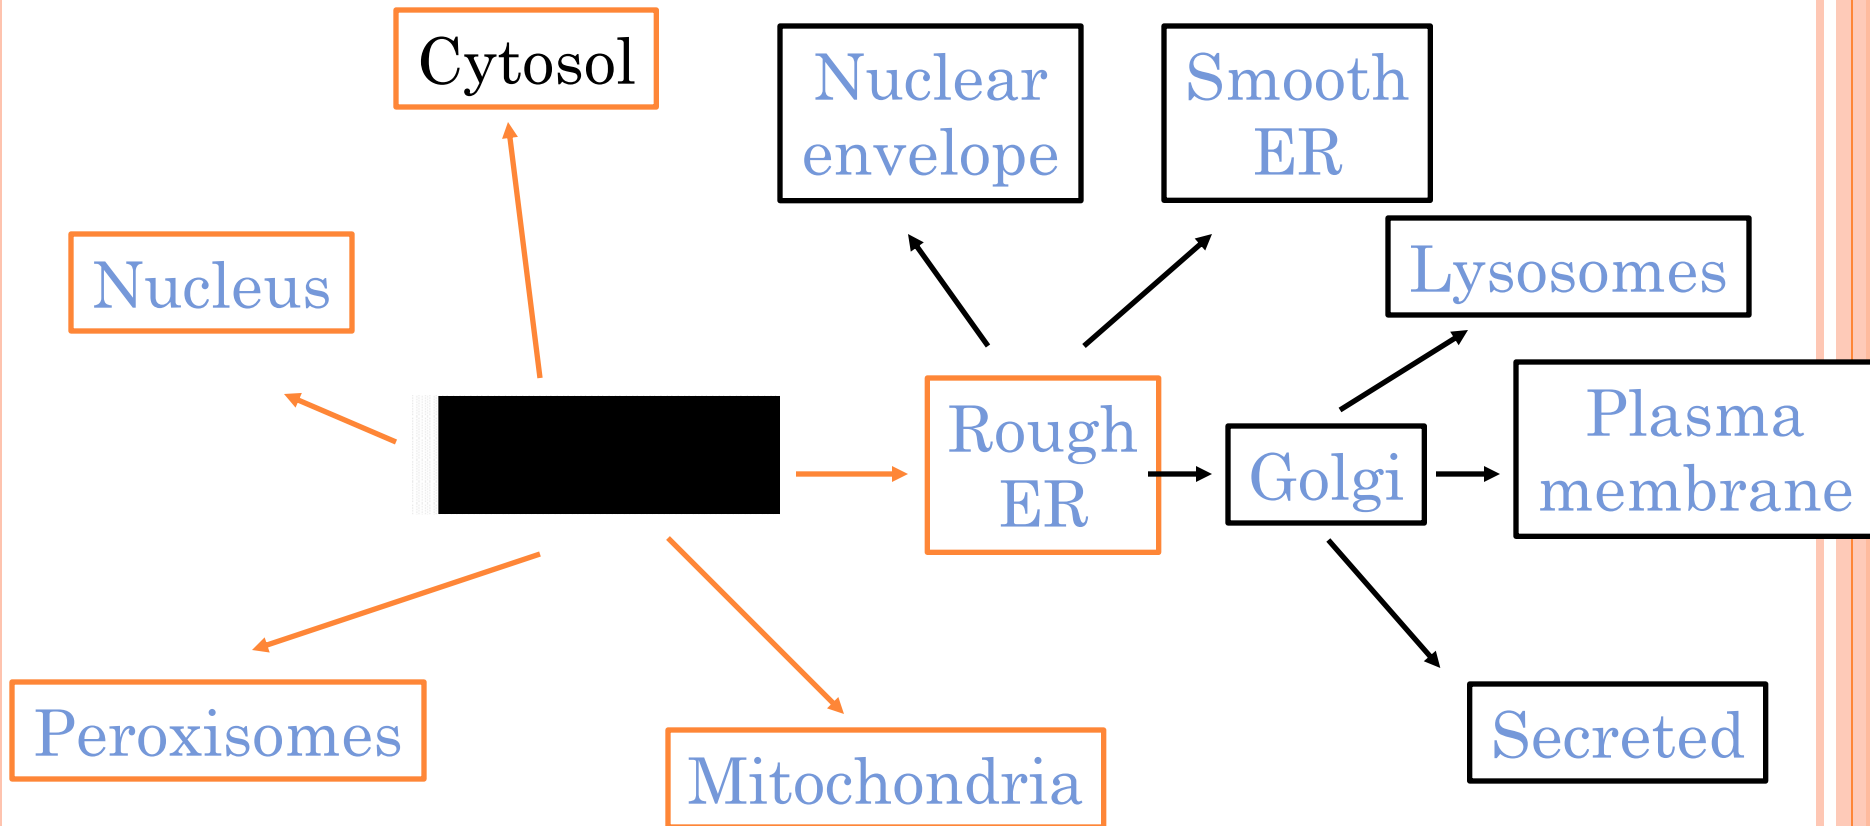 Cytosol
Nuclear
envelope
Smooth
ER
Nucleus
Lysosomes
Rough
ER
Golgi
Plasma
membrane
Peroxisomes
Mitochondria
Secreted